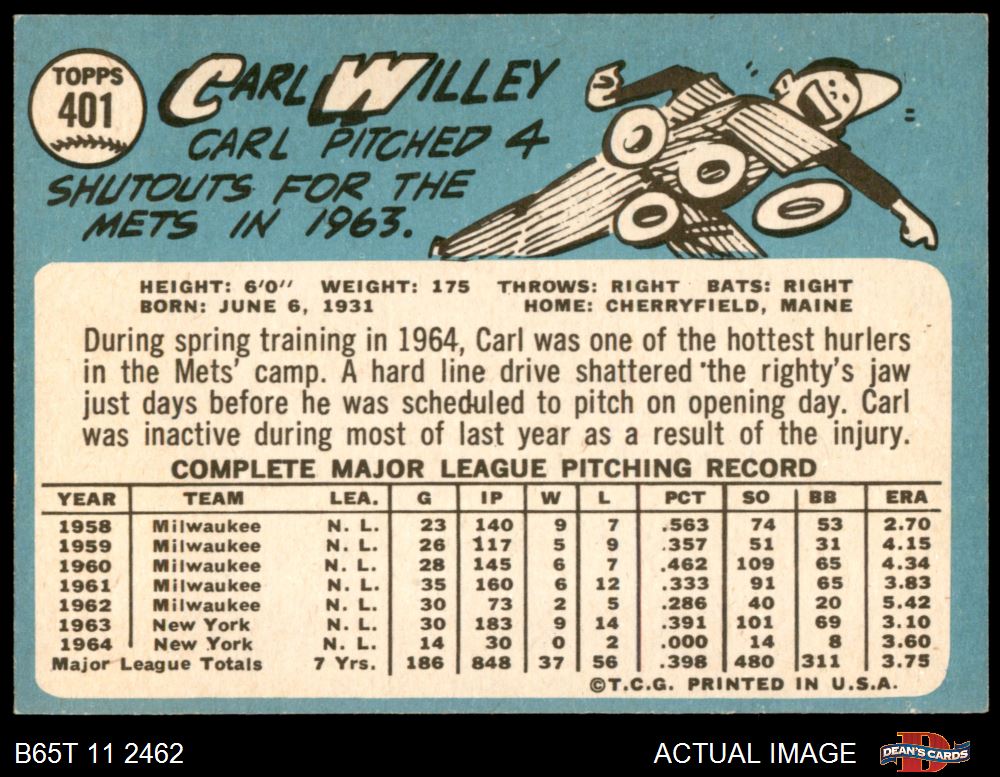 TOPPS
401
CARL WILLEY
CARL PITCHED 4
SHUTOUTS FOR THE
METS IN 1963.
HEIGHT: 6'0" WEIGHT: 175 THROWS: RIGHT BATS: RIGHT
BORN: JUNE 6, 1931 HOME: CHERRYFIELD, MAINE
During spring training in 1964, Carl was one of the hottest hurlers
in the Mets' camp. A hard line drive shattered the righty's jaw
just days before he was scheduled to pitch on opening day. Carl
was inactive during most of last year as a result of the injury.
COMPLETE MAJOR LEAGUE PITCHING RECORD
YEAR TEAM LEA. G IP W L PCT SO BB ERA
1958 Milwaukee N. L. 23 140 9 7 .563 74 53 2.70
1959 Milwaukee N. L. 26 117 5 9 .357 51 31 4.15
1960 Milwaukee N. L. 28 145 6 7 .462 109 65 4.34
1961 Milwaukee N. L. 35 160 6 12 .333 91 65 3.83
1962 Milwaukee N. L. 30 73 2 5 .286 40 20 5.42
1963 New York N. L. 30 183 9 14 .391 101 69 3.10
1964 New York N. L. 14 30 0 2 .000 14 8 3.60
Major League Totals 7 Yrs. 186 848 37 56 .398 480 311 3.75
©T.C.G. PRINTED IN U.S.A.
B65T 11 2462 ACTUAL IMAGE DEAN'S CARDS